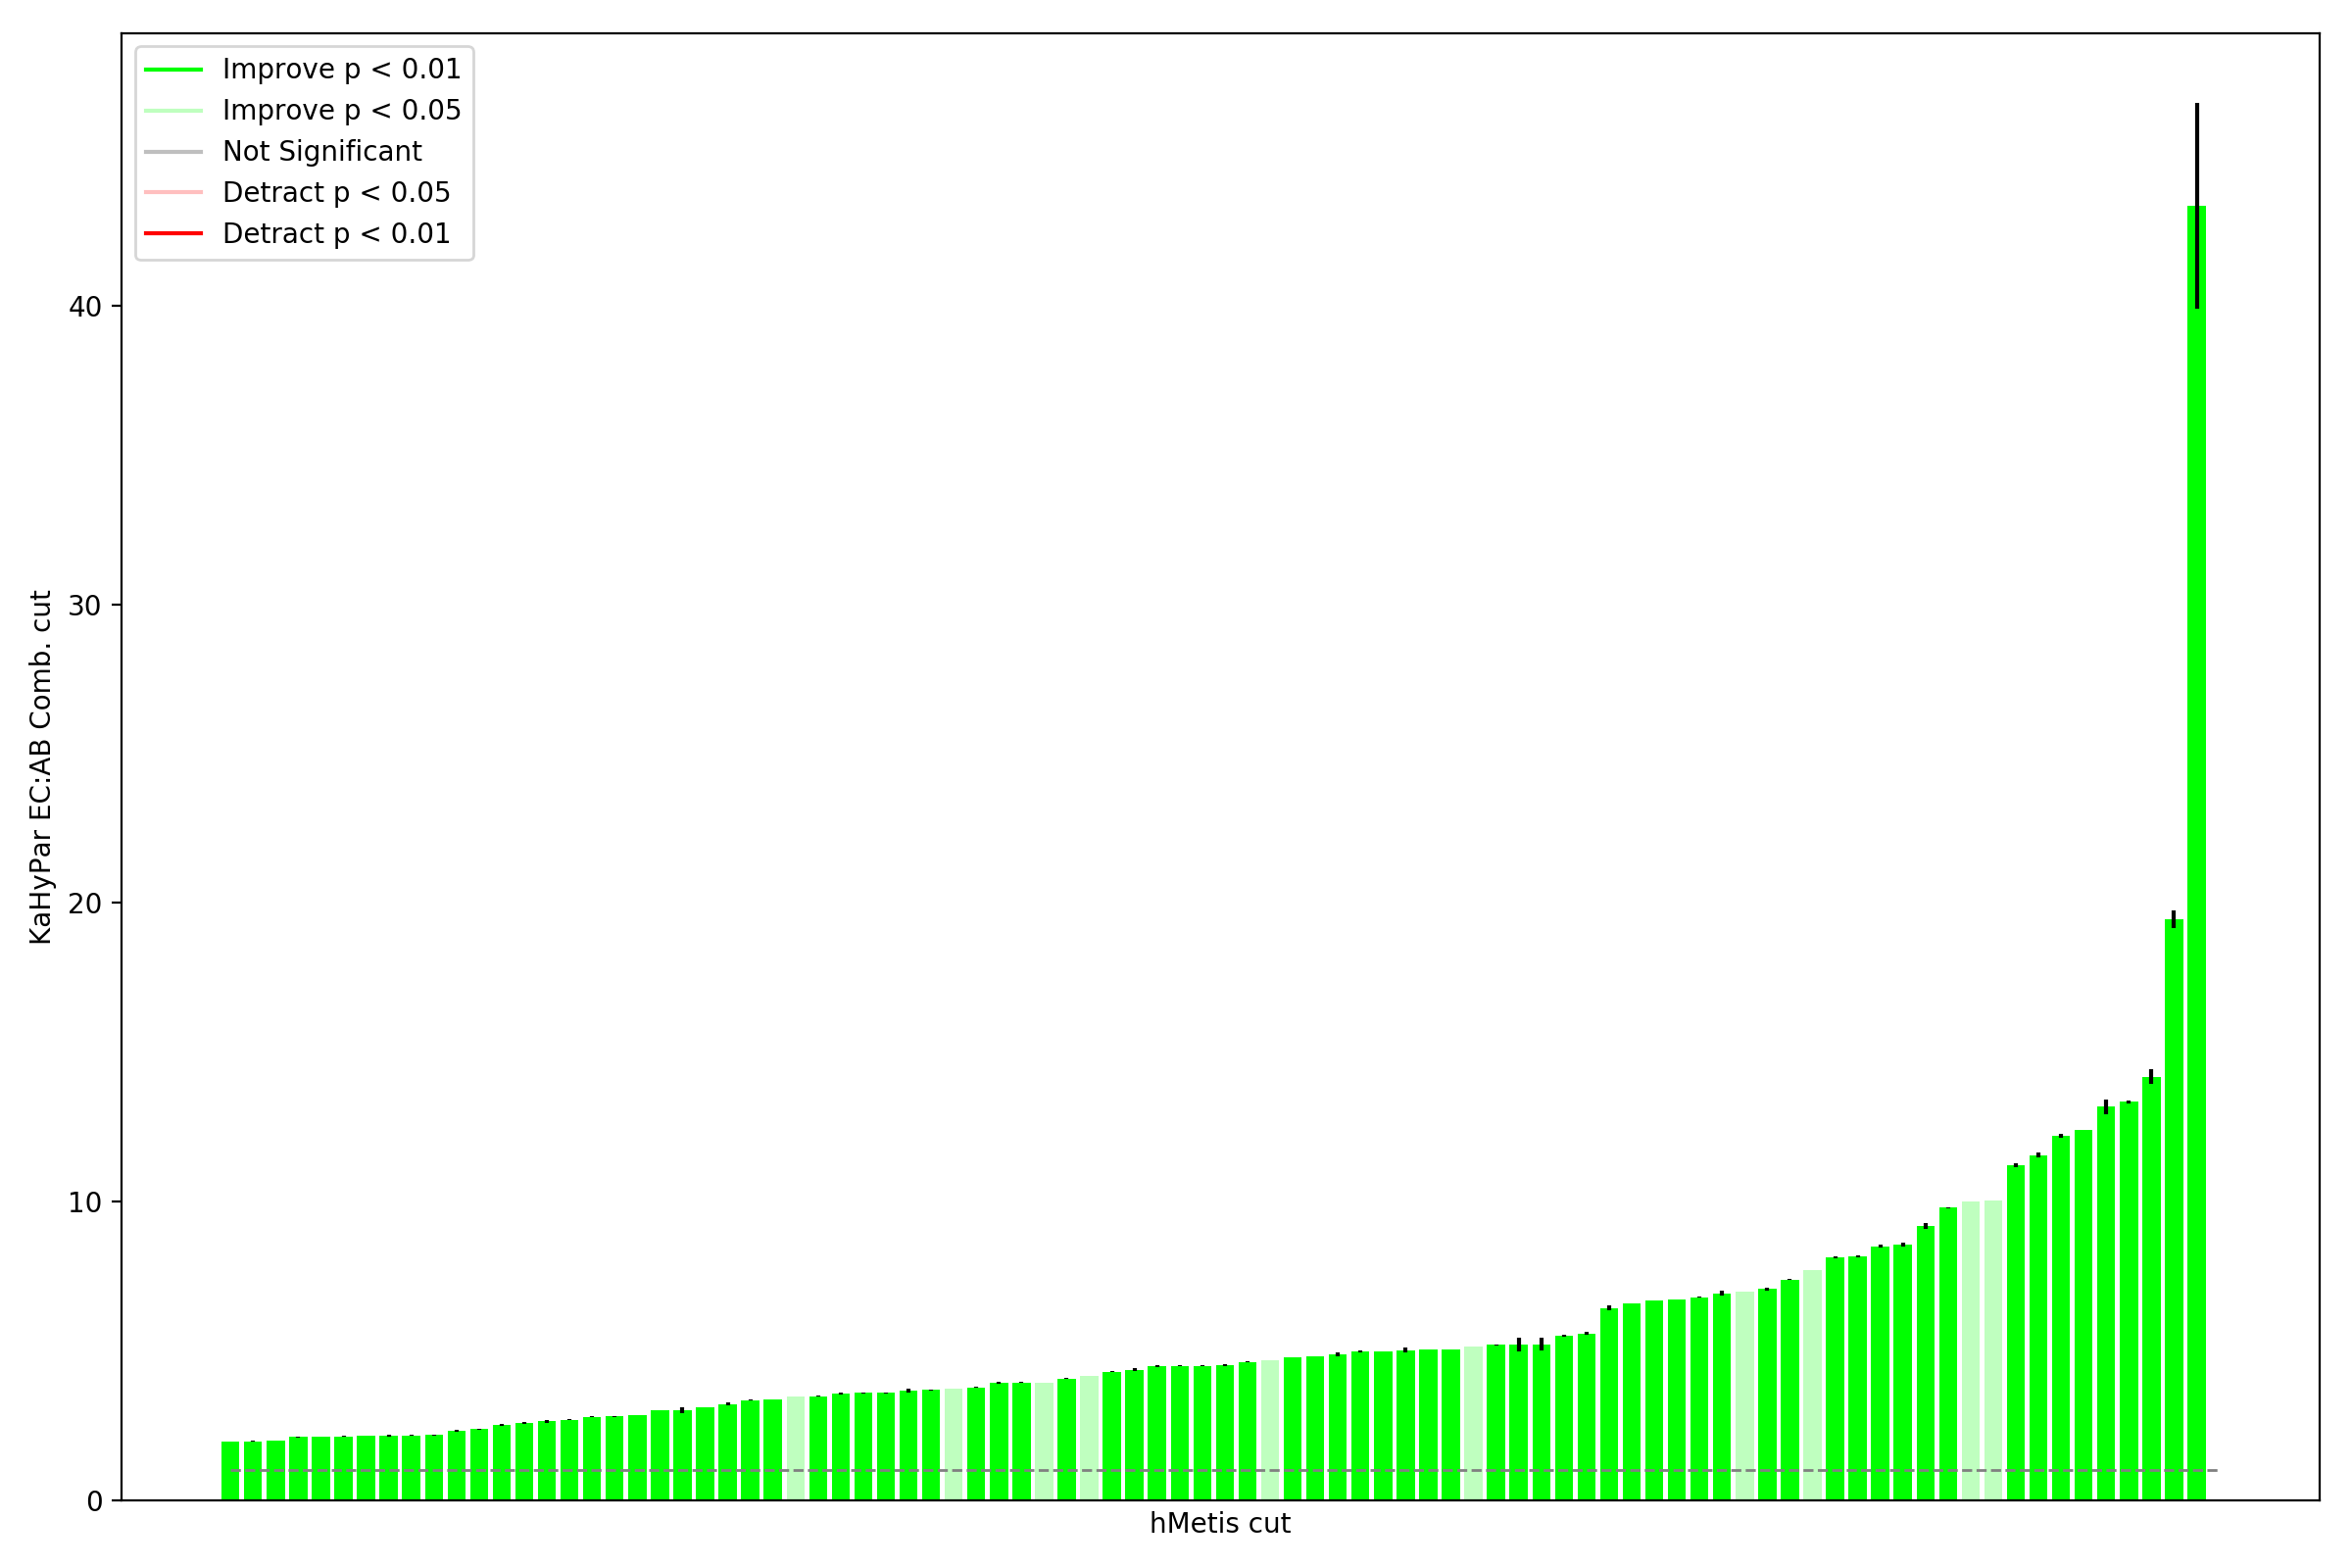 Improve p < 0.01
Improve p < 0.05
Not Significant
Detract p < 0.05
Detract p < 0.01
40
30
20
10
0
KaHyPar EC:AB Comb. cut
hMetis cut